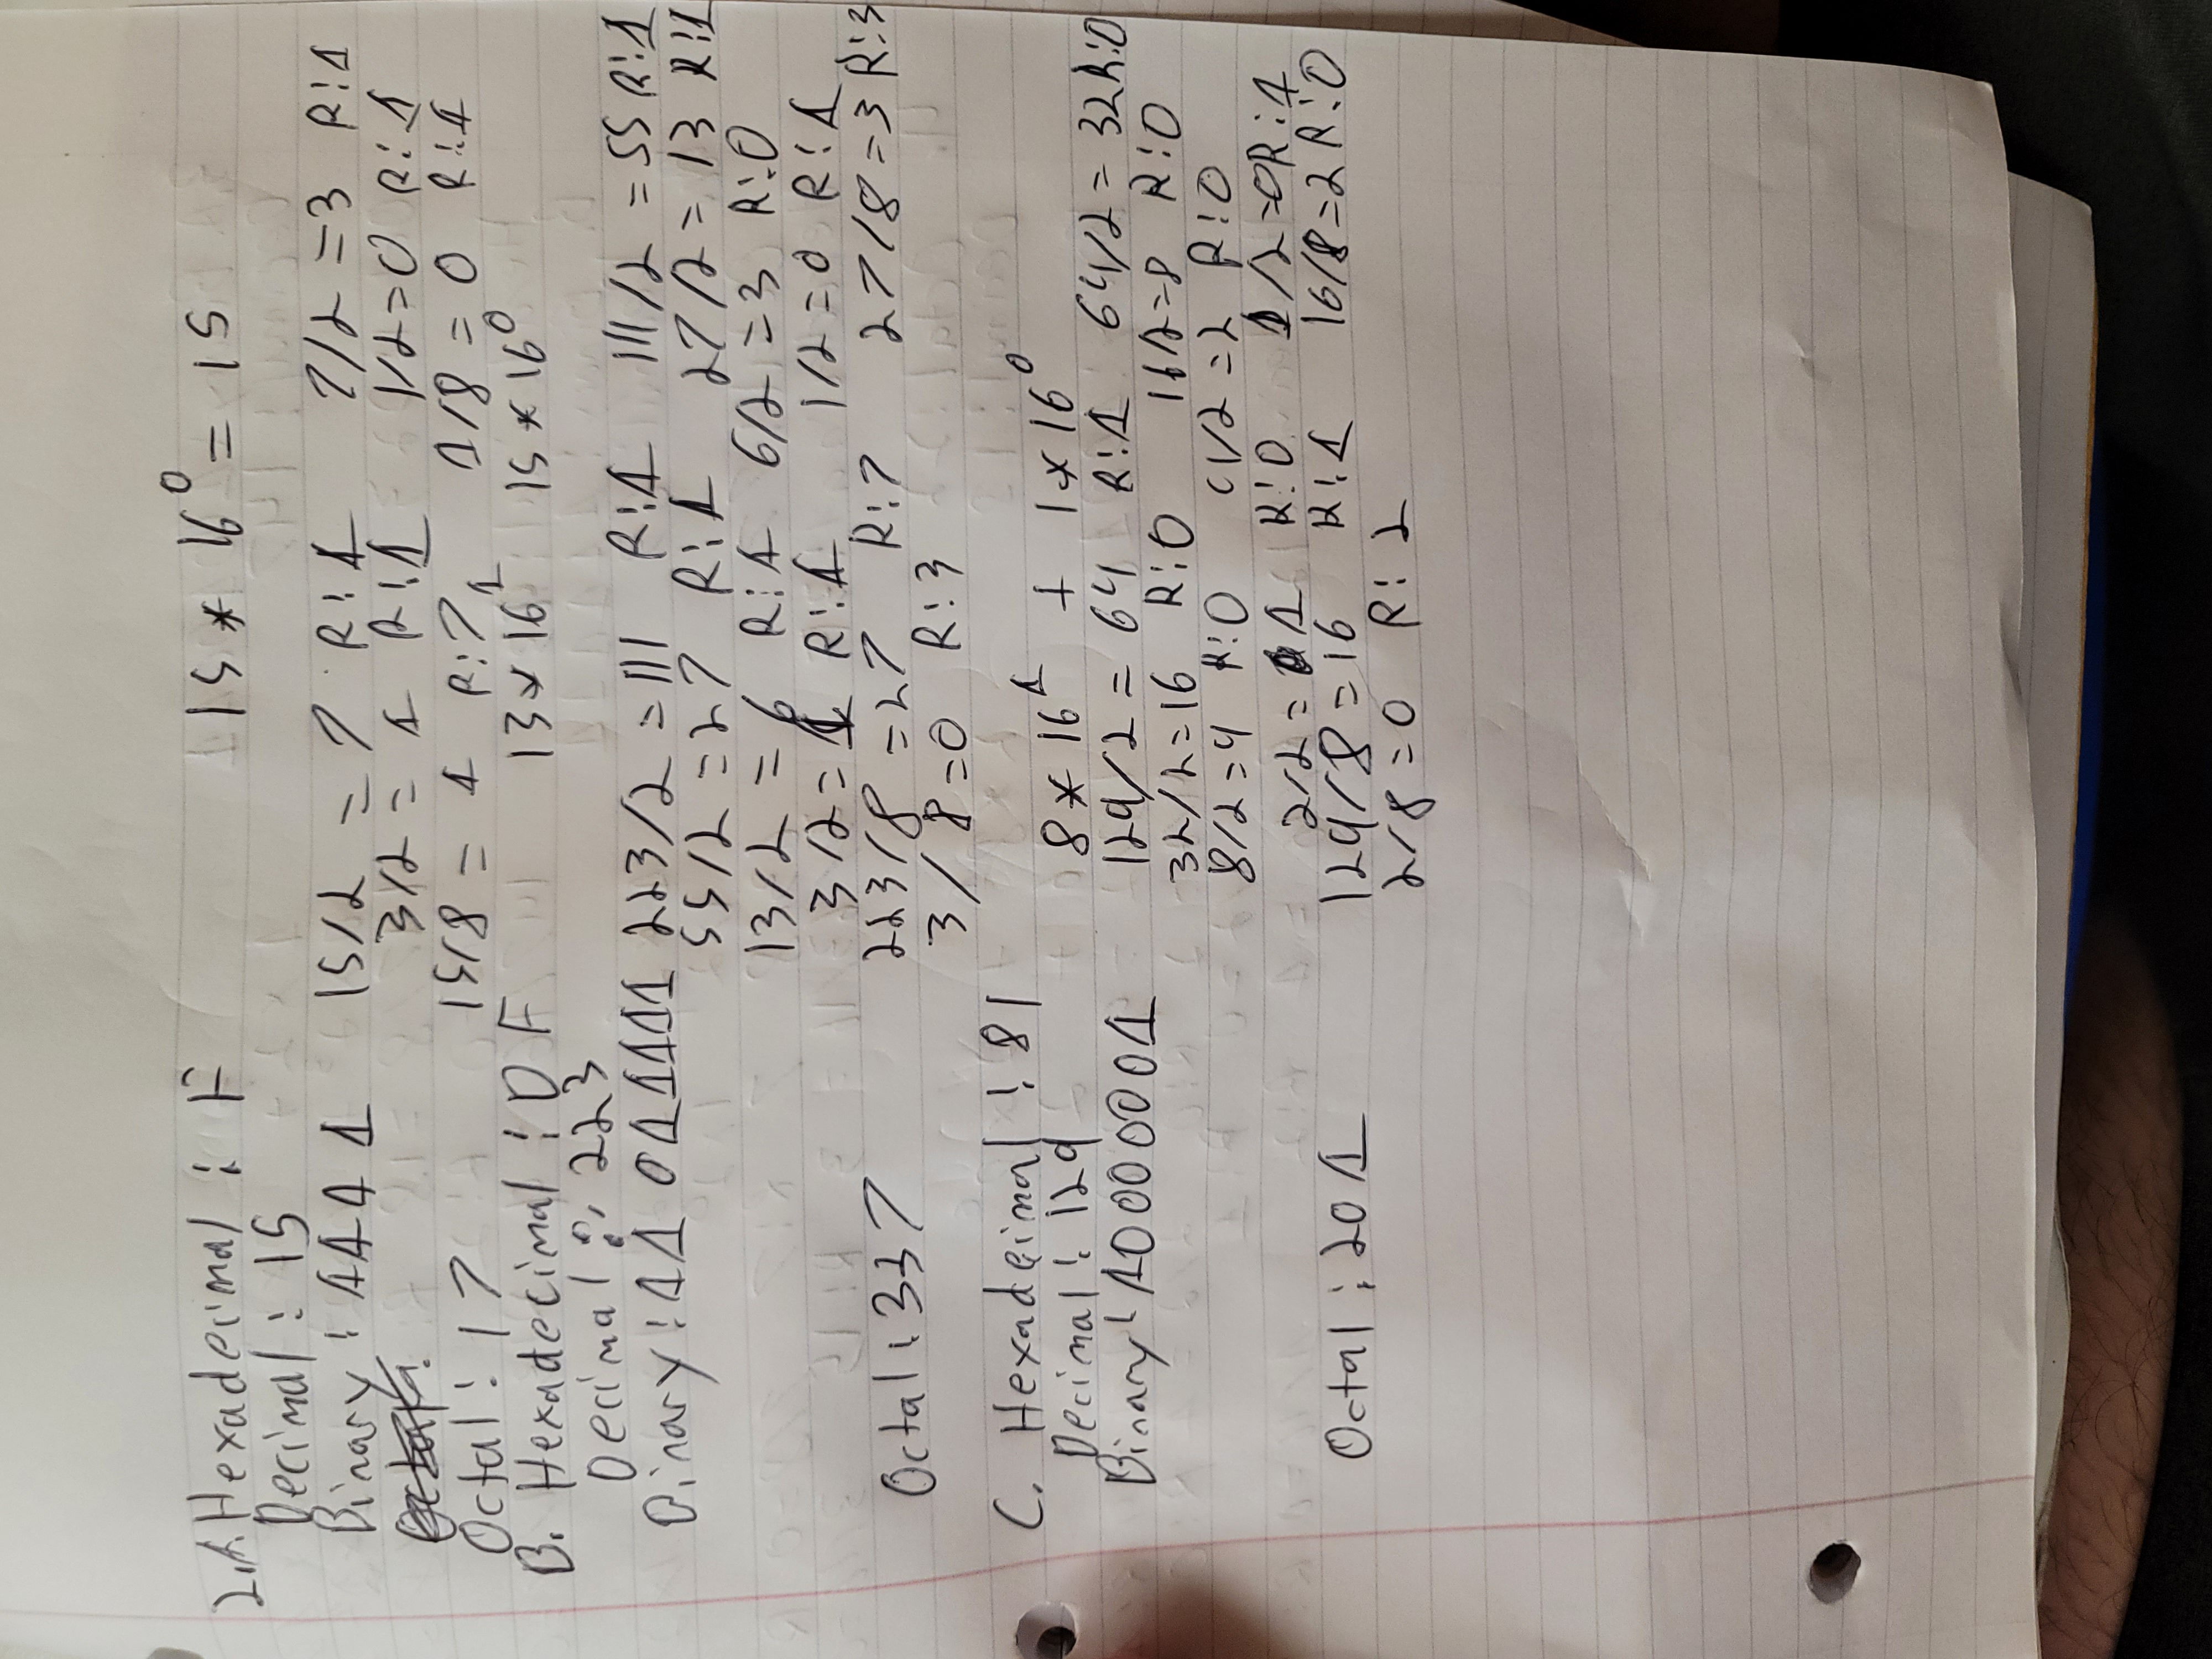 2.A. Hexadecimal : F 15 * 16^0 = 15
Decimal : 15
Binary : 1111 15/2 = 7 R:1 7/2 = 3 R:1
3/2 = 1 R:1 1/2=0 R:1
Octal : 17 15/8 = 1 R:7 1/8 = 0 R:1
B. Hexadecimal : DF 13 * 16^1 15 * 16^0
Decimal : 223
Binary : 11011111 223/2 = 111 R:1 111/2 = 55 R:1
55/2 = 27 R:1 27/2 = 13 R:1
13/2 = 6 R:1 6/2 = 3 R:0
3/2 = 1 R:1 1/2 = 0 R:1
Octal : 337 223/8 = 27 R:7 27/8 = 3 R:3
3/8 = 0 R:3
C. Hexadeimal : 81
Decimal : 129 8 * 16^1 + 1 * 16^0
Binary : 10000001 129/2 = 64 R:1 64/2 = 32 R:0
32/2 = 16 R:0 16/2 = 8 R:0
8/2 = 4 R:0 4/2 = 2 R:0
2/2 = 1 R:0 1/2 = 0 R:1
Octal : 201 129/8 = 16 R:1 16/8 = 2 R:0
2/8 = 0 R:2